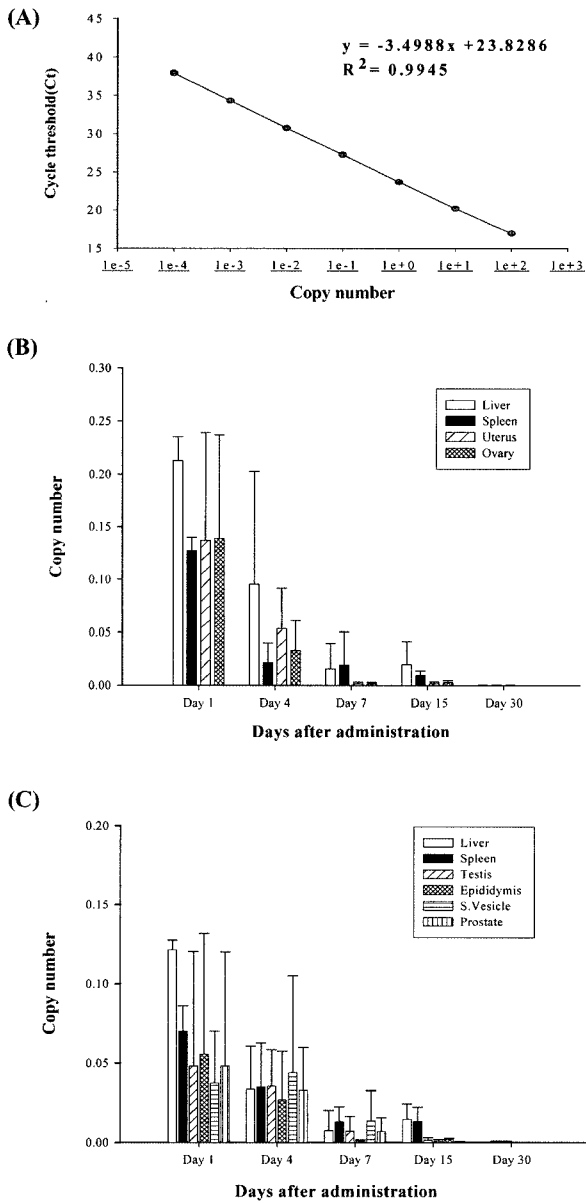 (A)
y = -3.4988x +23.8286
R2 = 0.9945
Cycle threshold(Ct)
45
40
35
30
25
20
15
1e-5 1e-4 1e-3 1e-2 1e-1 1e+0 1e+1 1e+2 1e+3
Copy number
(B)
Copy number
0.30
0.25
0.20
0.15
0.10
0.05
0.00
Liver
Spleen
Uterus
Ovary
Day 1 Day 4 Day 7 Day 15 Day 30
Days after administration
(C)
Copy number
0.20
0.15
0.10
0.05
0.00
Liver
Spleen
Testis
Epididymis
S.Vesicle
Prostate
Day 1 Day 4 Day 7 Day 15 Day 30
Days after administration